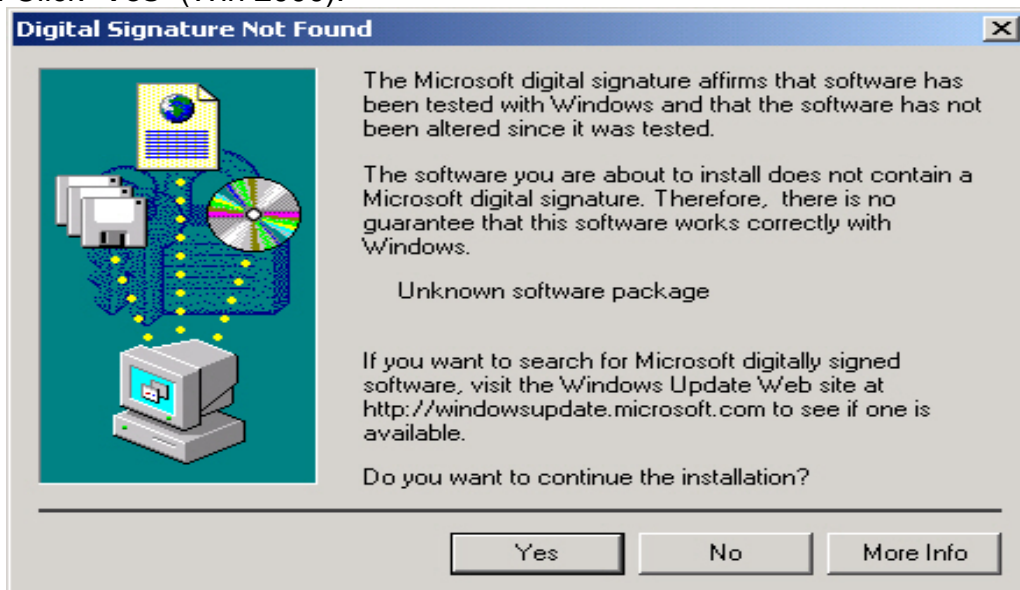 Click "Yes" (Win 2000).
Digital Signature Not Found
The Microsoft digital signature affirms that software has
been tested with Windows and that the software has not
been altered since it was tested.
The software you are about to install does not contain a
Microsoft digital signature. Therefore, there is no
guarantee that this software works correctly with
Windows.
Unknown software package
If you want to search for Microsoft digitally signed
software, visit the Windows Update Web site at
http://windowsupdate.microsoft.com to see if one is
available.
Do you want to continue the installation?
Yes No More Info